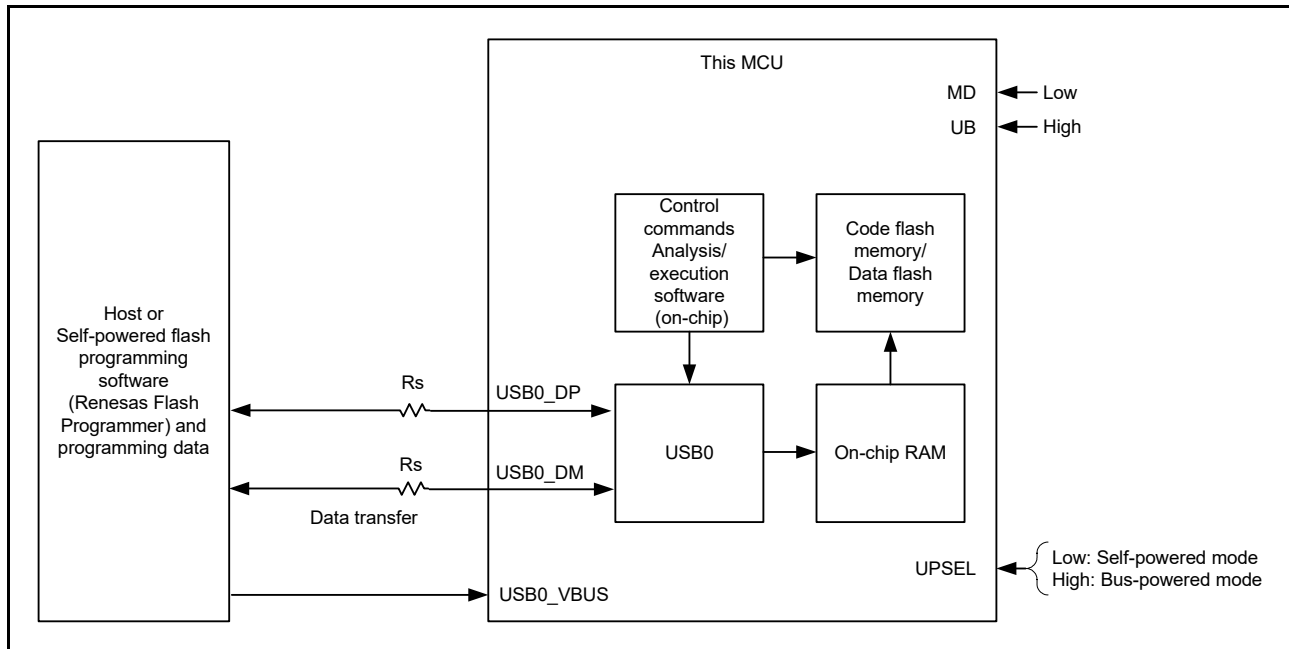 This MCU
MD
Low
UB
High
Control
commands
Analysis/
execution
software
(on-chip)
Code flash
memory/
Data flash
memory
Host or
Self-powered flash
programming
software
(Renesas Flash
Programmer) and
programming data
Rs
USB0_DP
USB0
On-chip RAM
Rs
USB0_DM
Data transfer
UPSEL
Low: Self-powered mode
High: Bus-powered mode
USB0_VBUS